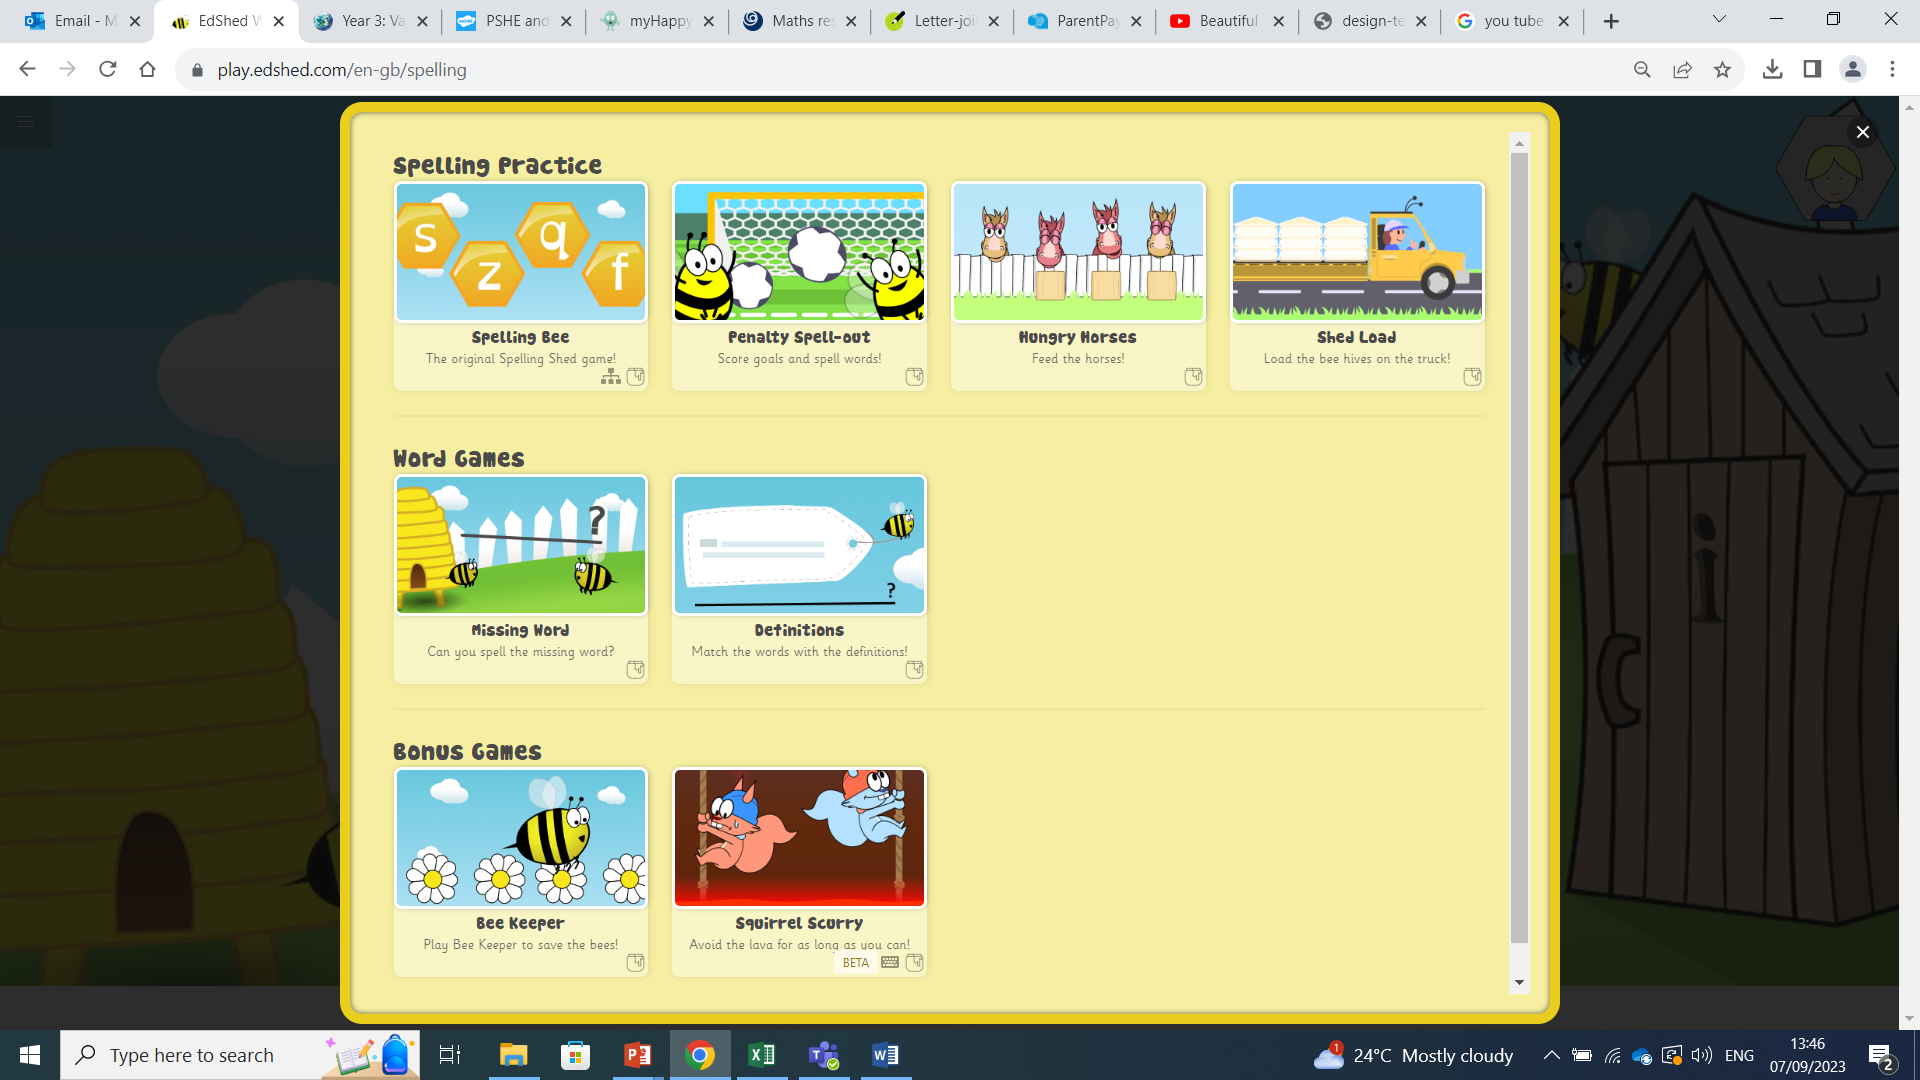 Email - M
EdShed W
Year 3: Va
PSHE and
myHappy
Maths res
Letter-joi
ParentPay
Beautiful
design-te
you tube
play.edshed.com/en-gb/spelling
Spelling Practice
s z q f
Spelling Bee
The original Spelling Shed game!
Penalty Spell-out
Score goals and spell words!
Hungry Horses
Feed the horses!
Shed Load
Load the bee hives on the truck!
Word Games
?
Missing Word
Can you spell the missing word?
?
Definitions
Match the words with the definitions!
Bonus Games
Bee Keeper
Play Bee Keeper to save the bees!
Squirrel Scurry
Avoid the lava for as long as you can!
BETA
i
Type here to search
1
24°C Mostly cloudy
ENG
13:46
07/09/2023
2